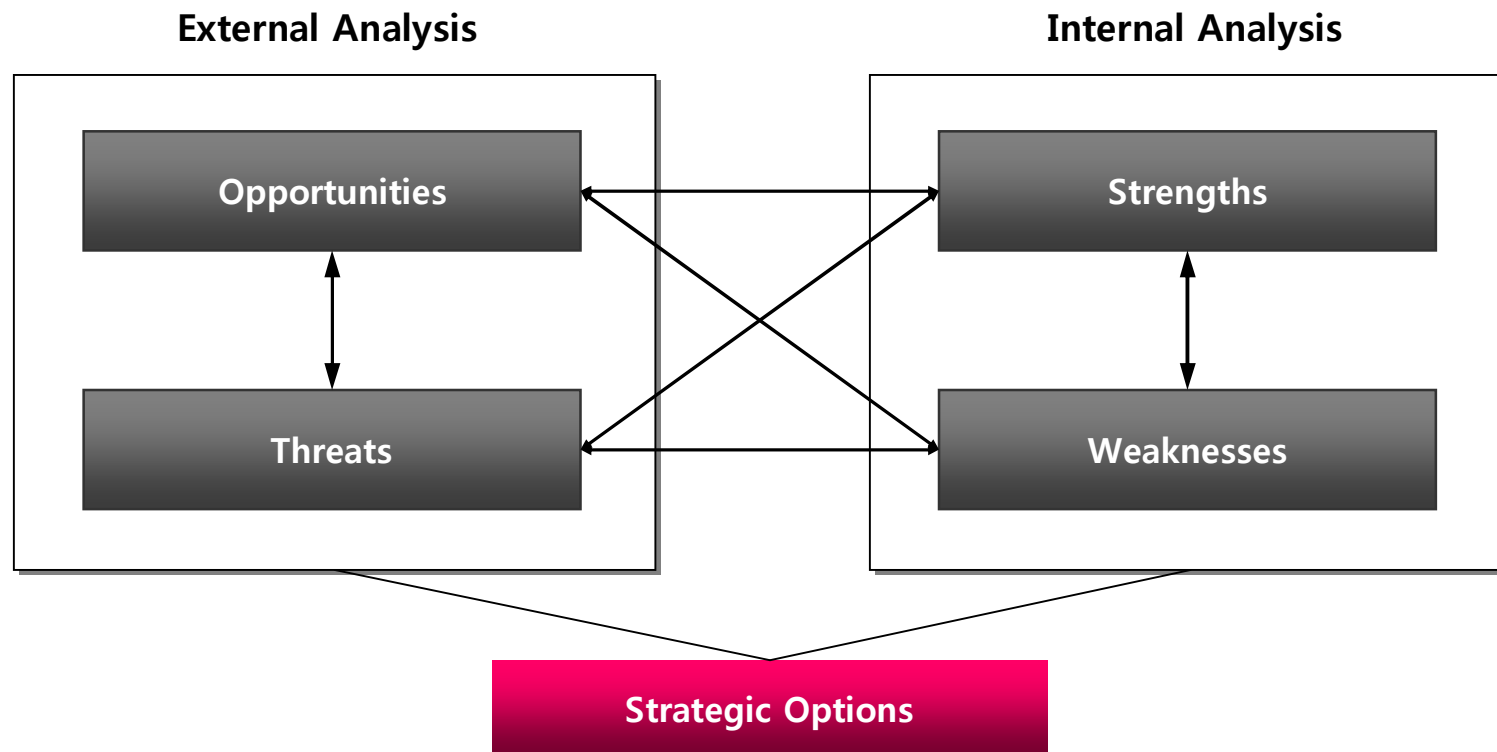 External Analysis
Internal Analysis
Opportunities
Strengths
Threats
Weaknesses
Strategic Options